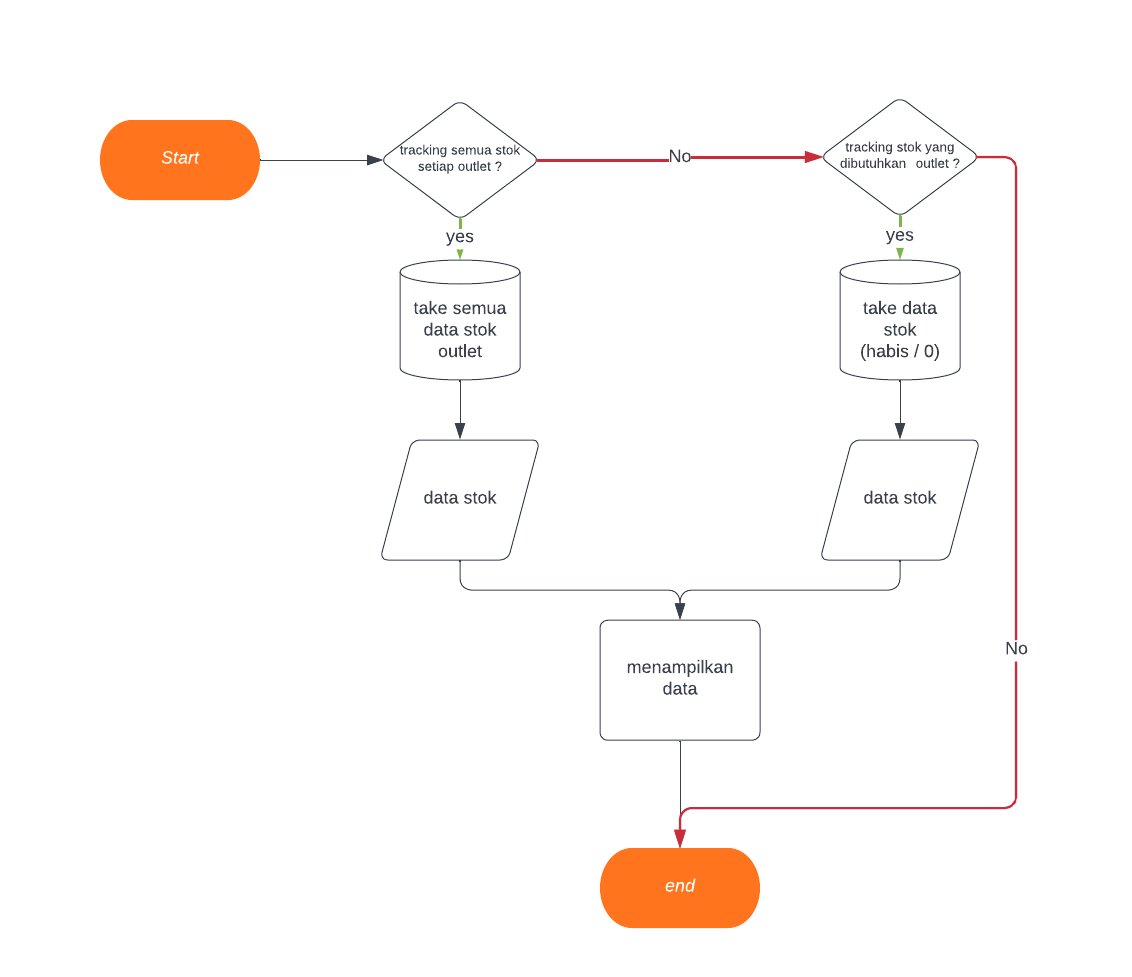 Start
tracking semua stok
setiap outlet ?
No
tracking stok yang
dibutuhkan outlet ?
yes
yes
take semua
data stok
outlet
take data
stok
(habis / 0)
data stok
data stok
menampilkan
data
No
end